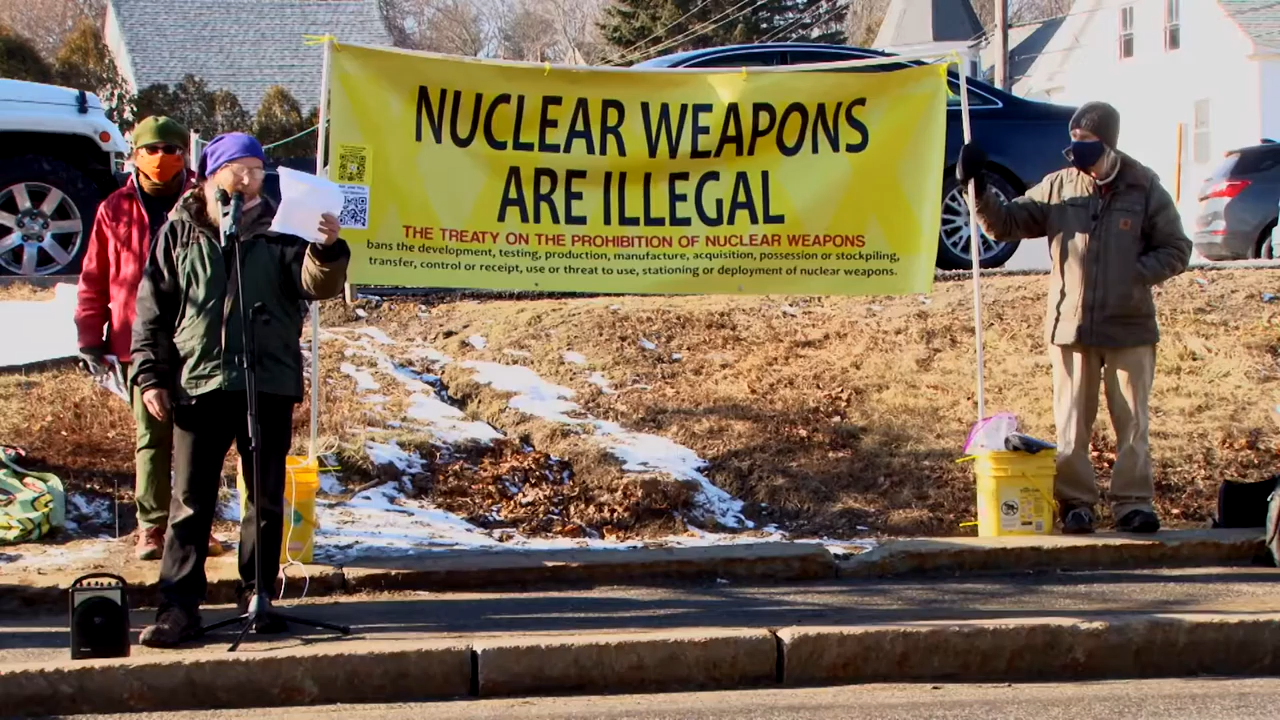 NUCLEAR WEAPONS
ARE ILLEGAL
THE TREATY ON THE PROHIBITION OF NUCLEAR WEAPONS
bans the development, testing, production, manufacture, acquisition, possession or stockpiling,
transfer, control or receipt, use or threat to use, stationing or deployment of nuclear weapons.